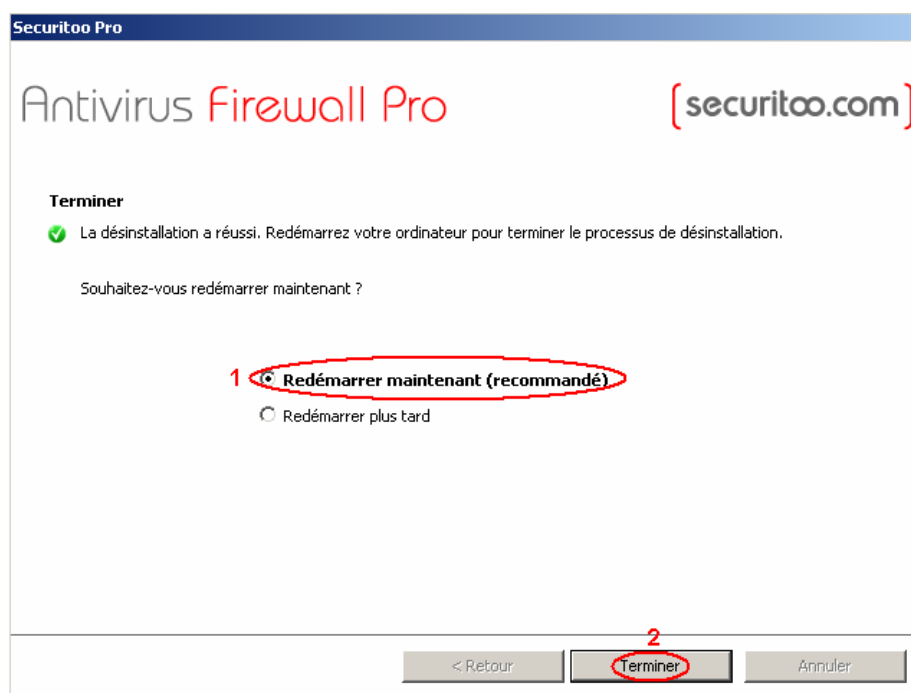 Securitoo Pro
Antivirus Firewall Pro [securitoo.com]
Terminer
La désinstallation a réussi. Redémarrez votre ordinateur pour terminer le processus de désinstallation.
Souhaitez-vous redémarrer maintenant ?
1 Redémarrer maintenant (recommandé)
Redémarrer plus tard
2
< Retour Terminer Annuler